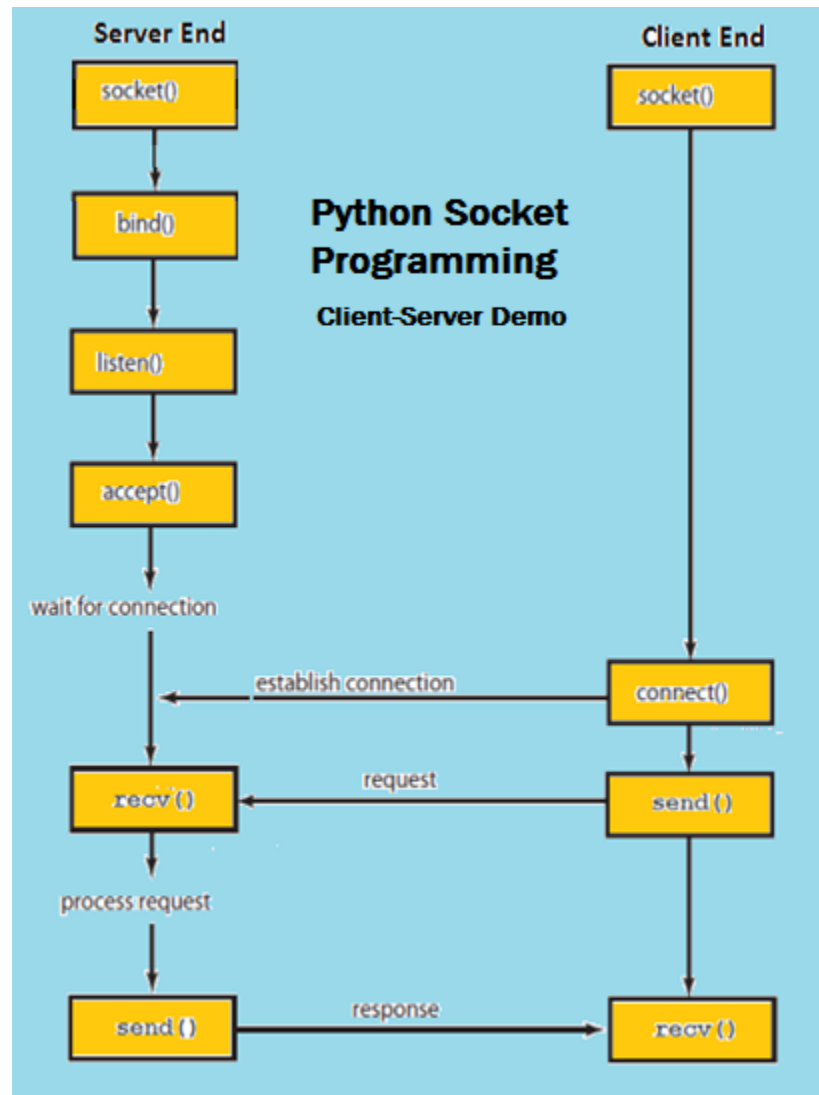 Server End
Client End
socket()
socket()
Python Socket
Programming
Client-Server Demo
bind()
listen()
accept()
wait for connection
establish connection
connect()
recv()
request
send()
process request
send()
response
recv()